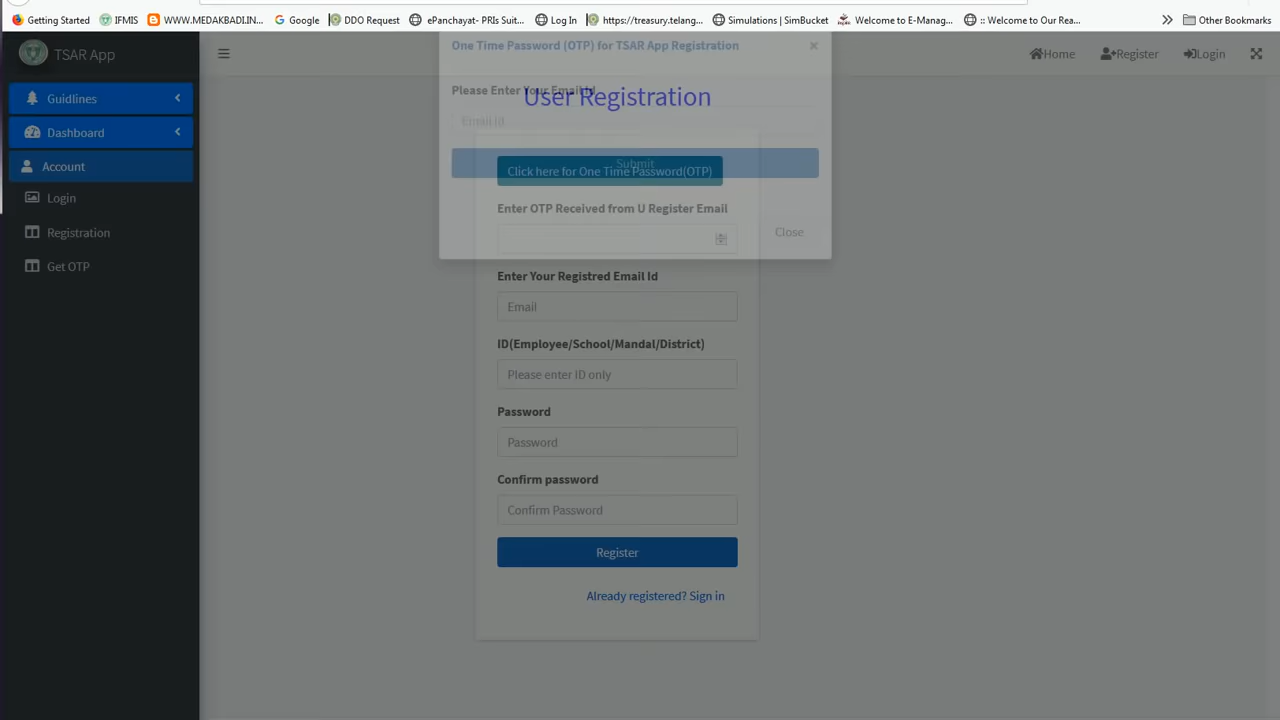 Getting Started IFMIS WWW.MEDAKBADI.IN... Google DDO Request ePanchayat- PRIs Suit... Log In https://treasury.telang... Simulations | SimBucket Welcome to E-Manag... :: Welcome to Our Rea... Other Bookmarks
TSAR App
Home Register Login
One Time Password (OTP) for TSAR App Registration ×
Please Enter Your Email id
User Registration
Email id
Submit
Click here for One Time Password(OTP)
Enter OTP Received from U Register Email
Close
Enter Your Registred Email Id
Email
ID(Employee/School/Mandal/District)
Please enter ID only
Password
Password
Confirm password
Confirm Password
Register
Already registered? Sign in
Guidlines
Dashboard
Account
Login
Registration
Get OTP